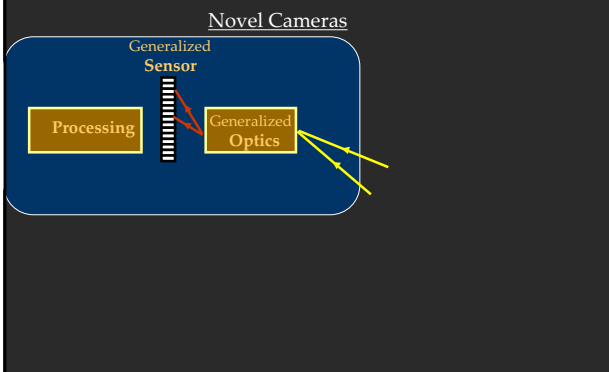 Novel Cameras
Generalized
Sensor
Processing
Generalized
Optics